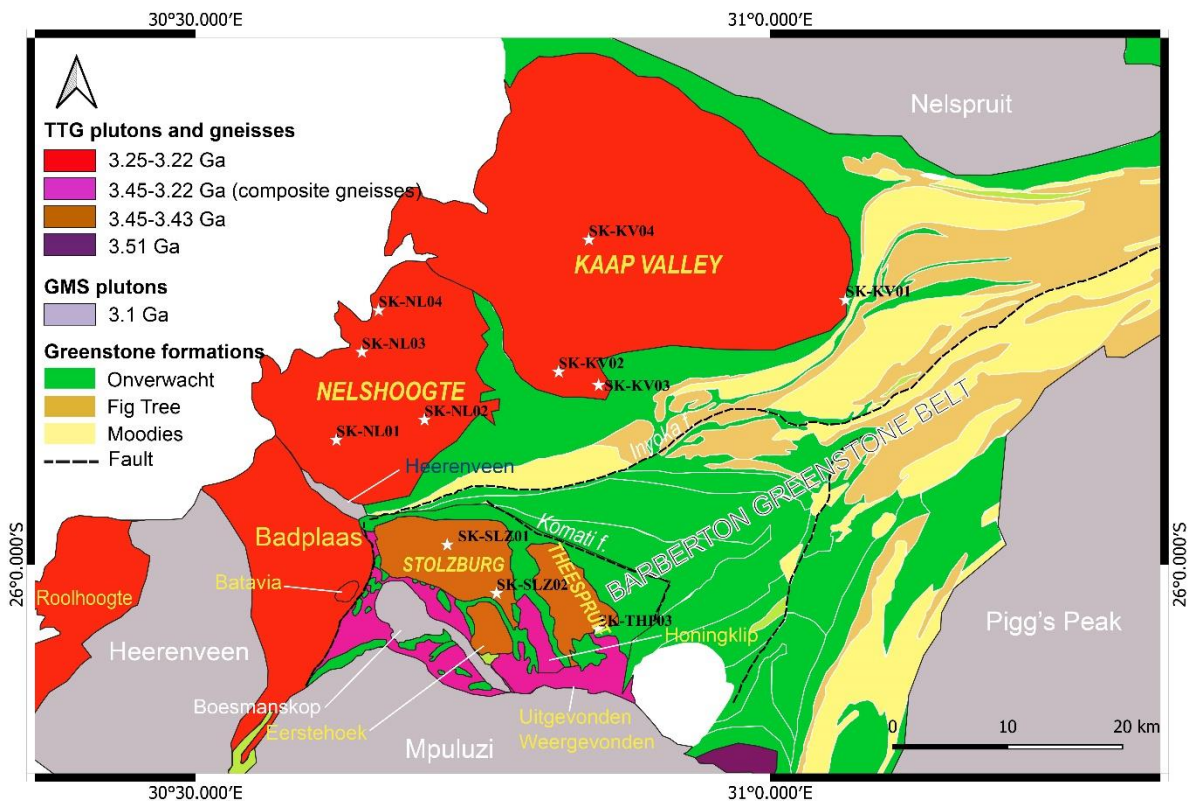 30°30.000'E
31°0.000'E
TTG plutons and gneisses
3.25-3.22 Ga
3.45-3.22 Ga (composite gneisses)
3.45-3.43 Ga
3.51 Ga
GMS plutons
3.1 Ga
Greenstone formations
Onverwacht
Fig Tree
Moodies
Fault
Nelspruit
SK-KV04
KAAP VALLEY
SK-KV01
SK-NL04
SK-NL03
SK-KV02
SK-KV03
NELSHOOGTE
SK-NL02
SK-NL01
Inyoka f.
Heerenveen
BARBERTON GREENSTONE BELT
Komati f.
Badplaas
SK-SLZ01
STOLZBURG
THEESPRUIT
26°0.000'S
26°0.000'S
Batavia
SK-SLZ02
Roolhoogte
SK-THP03
Honingklip
Pigg's Peak
Heerenveen
Boesmanskop
Eerstehoek
Uitgevonden
Weergevonden
Mpuluzi
0 10 20 km
30°30.000'E
31°0.000'E